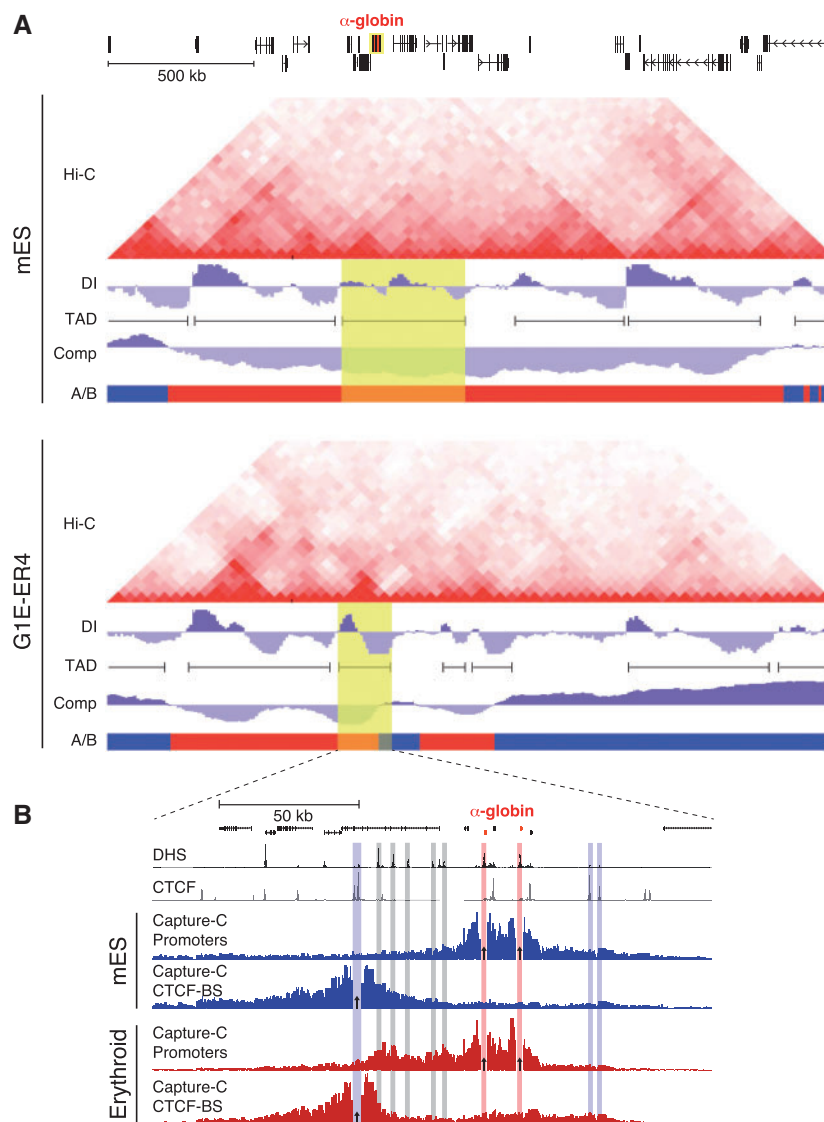 A
α-globin
500 kb
mES
Hi-C
DI
TAD
Comp
A/B
G1E-ER4
Hi-C
DI
TAD
Comp
A/B
B
50 kb
α-globin
DHS
CTCF
mES
Capture-C
Promoters
Capture-C
CTCF-BS
Erythroid
Capture-C
Promoters
Capture-C
CTCF-BS